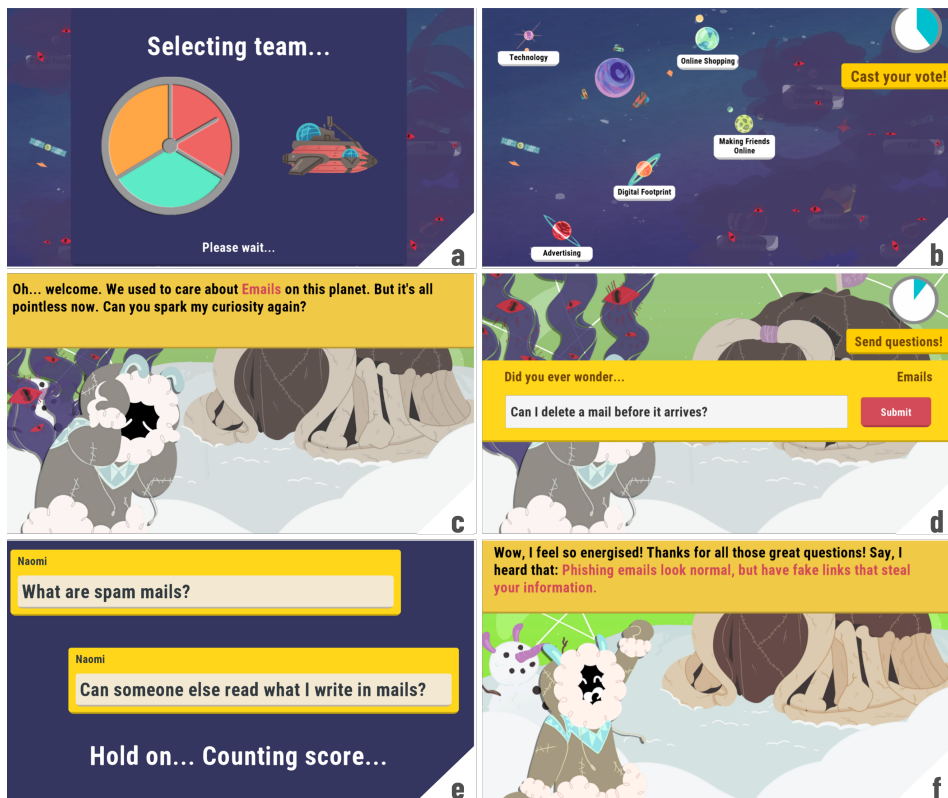 Selecting team...
Please wait...
a
Technology
Online Shopping
Cast your vote!
Making Friends
Online
Digital Footprint
Advertising
b
Oh... welcome. We used to care about Emails on this planet. But it's all
pointless now. Can you spark my curiosity again?
c
Send questions!
Did you ever wonder...
Emails
Can I delete a mail before it arrives?
Submit
d
Naomi
What are spam mails?
Naomi
Can someone else read what I write in mails?
Hold on... Counting score...
e
Wow, I feel so energised! Thanks for all those great questions! Say, I
heard that: Phishing emails look normal, but have fake links that steal
your information.
f